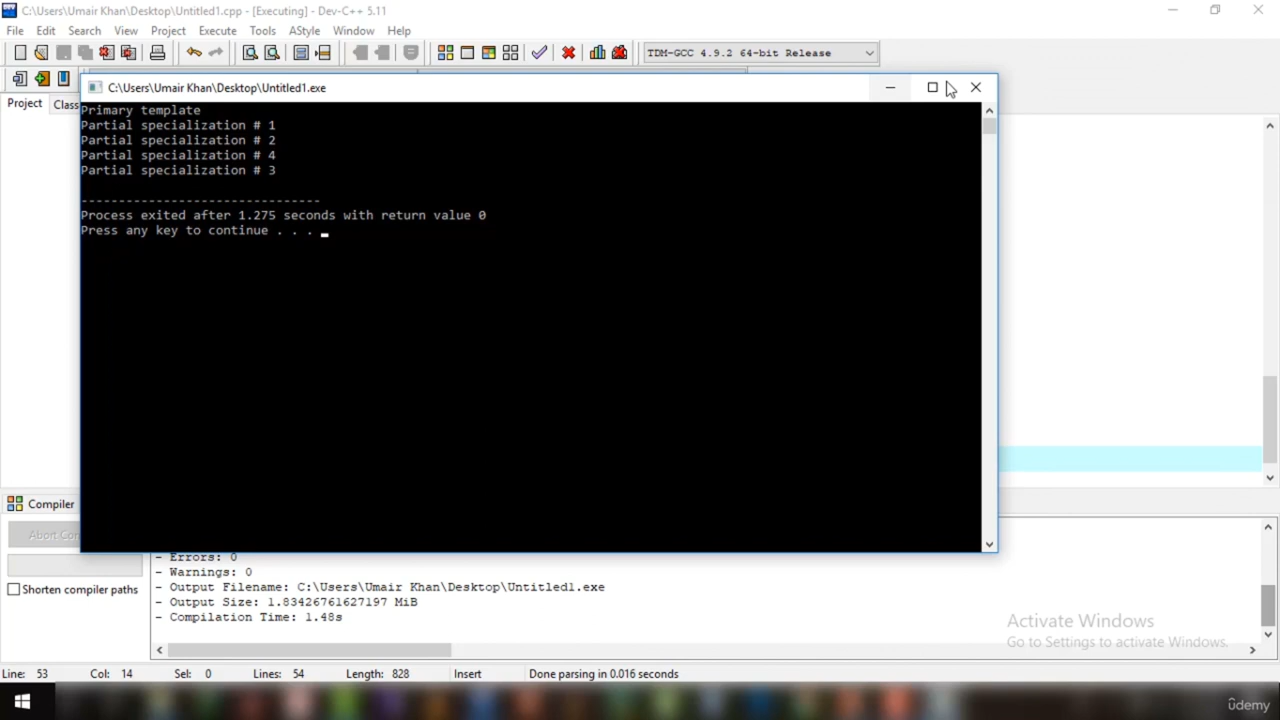 C:\Users\Umair Khan\Desktop\Untitled1.cpp - [Executing] - Dev-C++ 5.11
File Edit Search View Project Execute Tools AStyle Window Help
TDM-GCC 4.9.2 64-bit Release
C:\Users\Umair Khan\Desktop\Untitled1.exe
Project
Primary template
Partial specialization # 1
Partial specialization # 2
Partial specialization # 4
Partial specialization # 3
--------------------------------
Process exited after 1.275 seconds with return value 0
Press any key to continue . . .
Compiler
- Errors: 0
- Warnings: 0
- Output Filename: C:\Users\Umair Khan\Desktop\Untitled1.exe
- Output Size: 1.83426761627197 MiB
- Compilation Time: 1.48s
Shorten compiler paths
Activate Windows
Go to Settings to activate Windows.
Line: 53 Col: 14 Sel: 0 Lines: 54 Length: 828 Insert Done parsing in 0.016 seconds
ûdemy